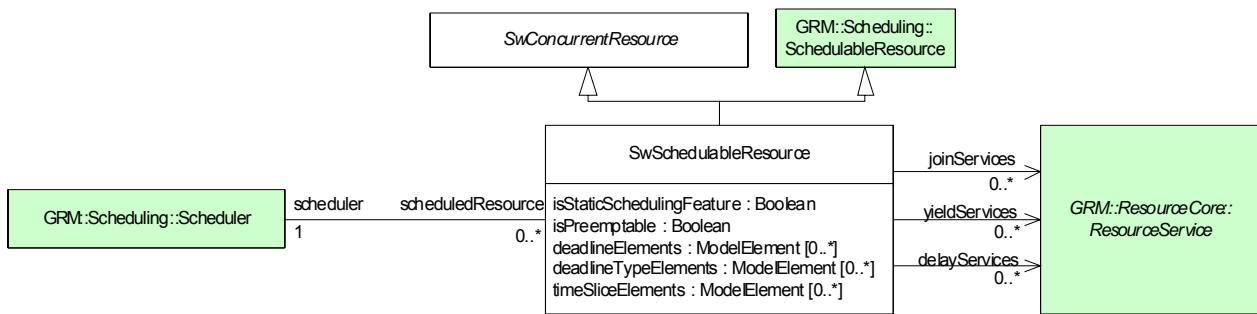 SwConcurrentResource
GRM::Scheduling::
SchedulableResource
SwSchedulableResource
joinServices
0..*
GRM::Scheduling::Scheduler
scheduler
1
scheduledResource
0..*
isStaticSchedulingFeature : Boolean
isPreemptable : Boolean
deadlineElements : ModelElement [0..*]
deadlineTypeElements : ModelElement [0..*]
timeSliceElements : ModelElement [0..*]
yieldServices
0..*
delayServices
0..*
GRM::ResourceCore::
ResourceService